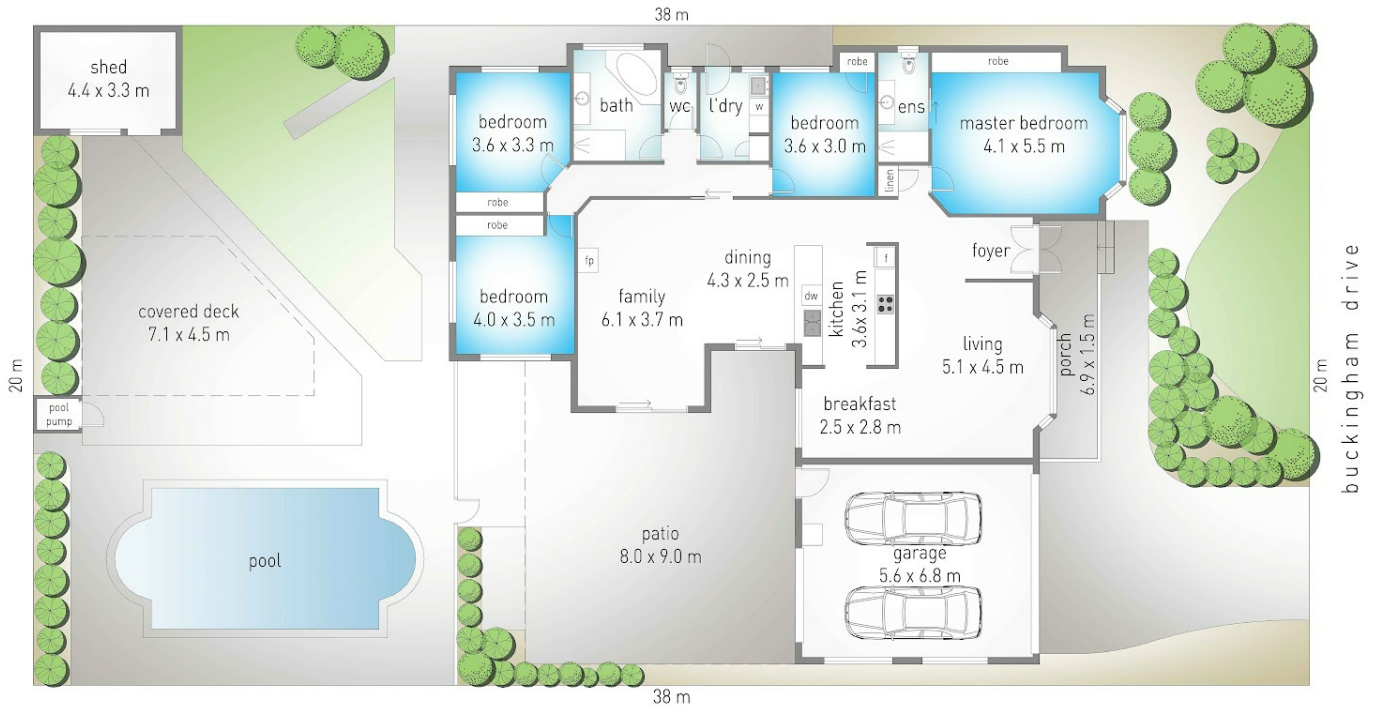 38 m
shed
4.4 x 3.3 m
bedroom
3.6 x 3.3 m
robe
bath
wc
l'dry
w
bedroom
3.6 x 3.0 m
robe
ens
robe
master bedroom
4.1 x 5.5 m
linen
robe
bedroom
4.0 x 3.5 m
fp
family
6.1 x 3.7 m
dining
4.3 x 2.5 m
dw
kitchen
3.6x 3.1 m
f
foyer
living
5.1 x 4.5 m
porch
6.9 x 1.5 m
breakfast
2.5 x 2.8 m
covered deck
7.1 x 4.5 m
20 m
pool
pump
pool
patio
8.0 x 9.0 m
garage
5.6 x 6.8 m
20 m
buckingham drive
38 m